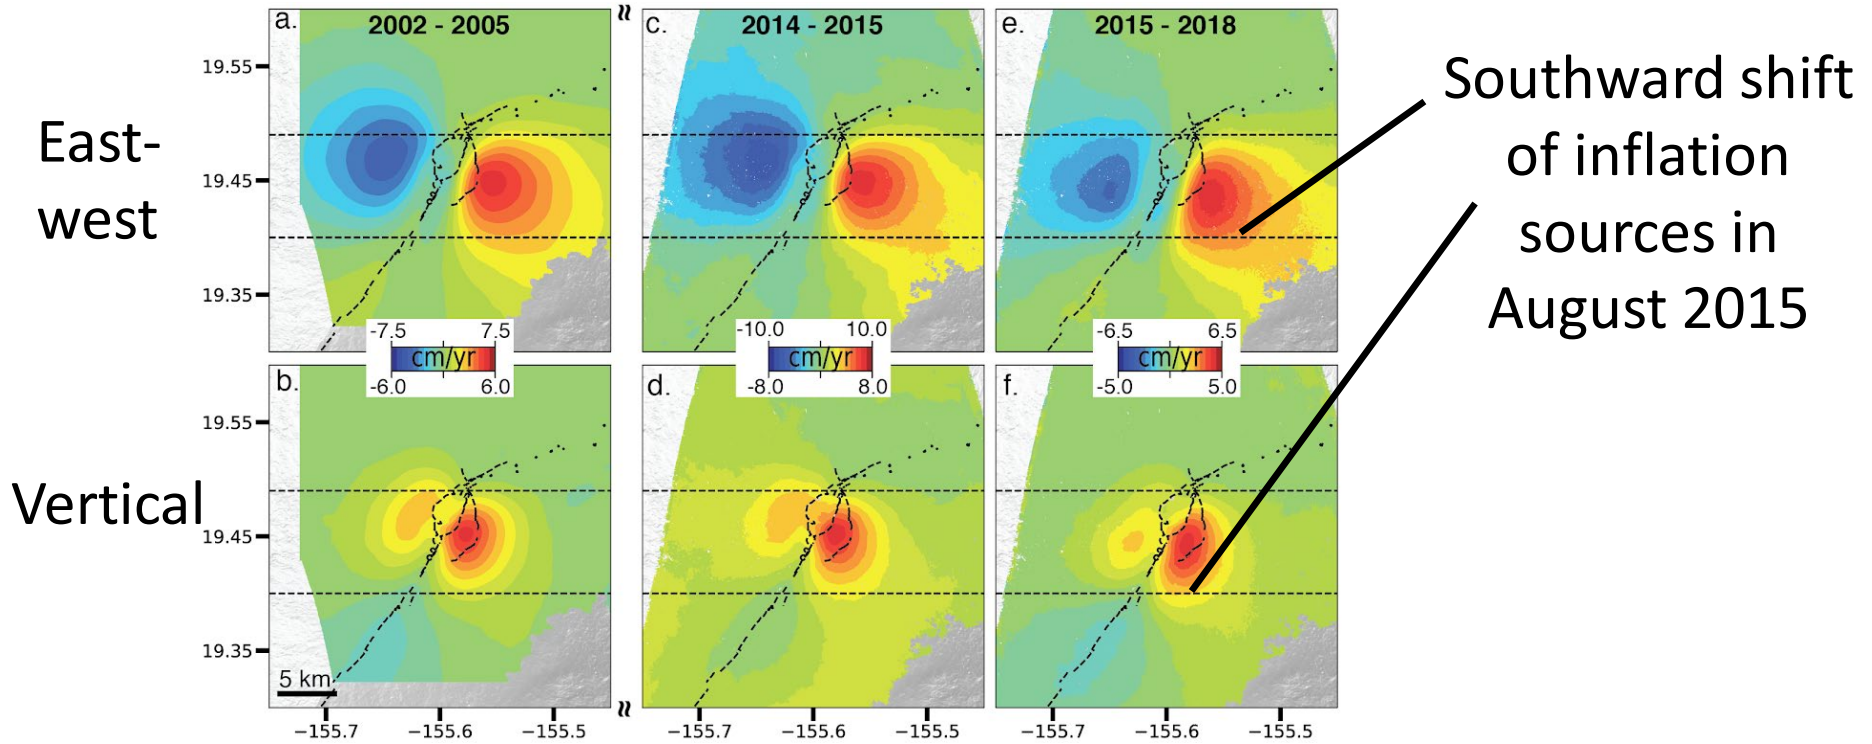 a.
2002 - 2005
≈
c.
2014 - 2015
e.
2015 - 2018
Southward shift
of inflation
sources in
August 2015
East-
west
19.55
19.45
19.35
-7.5 7.5
cm/yr
-6.0 6.0
-10.0 10.0
cm/yr
-8.0 8.0
-6.5 6.5
cm/yr
-5.0 5.0
b.
d.
f.
Vertical
19.55
19.45
19.35
5 km
≈
−155.7 −155.6 −155.5
−155.7 −155.6 −155.5
−155.7 −155.6 −155.5